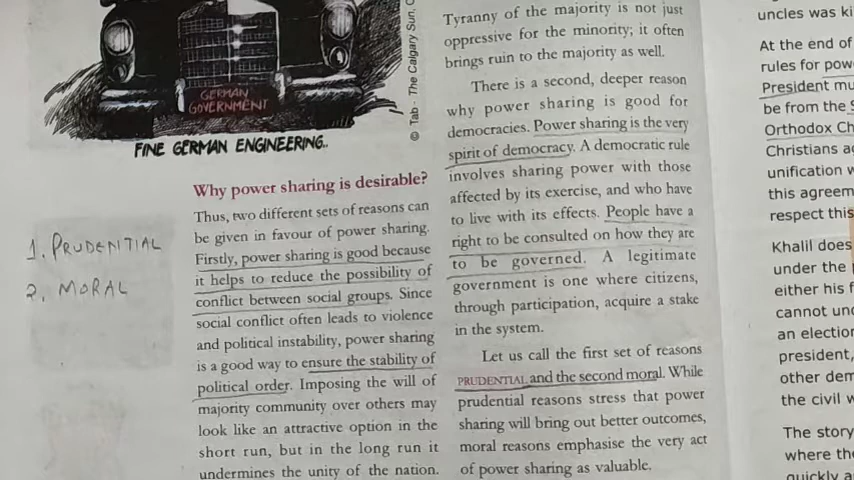 GERMAN
GOVERNMENT
FINE GERMAN ENGINEERING..
© Tab - The Calgary Sun,
1. PRUDENTIAL
2. MORAL
Why power sharing is desirable?
Thus, two different sets of reasons can
be given in favour of power sharing.
Firstly, power sharing is good because
it helps to reduce the possibility of
conflict between social groups. Since
social conflict often leads to violence
and political instability, power sharing
is a good way to ensure the stability of
political order. Imposing the will of
majority community over others may
look like an attractive option in the
short run, but in the long run it
undermines the unity of the nation.
Tyranny of the majority is not just
oppressive for the minority; it often
brings ruin to the majority as well.
There is a second, deeper reason
why power sharing is good for
democracies. Power sharing is the very
spirit of democracy. A democratic rule
involves sharing power with those
affected by its exercise, and who have
to live with its effects. People have a
right to be consulted on how they are
to be governed. A legitimate
government is one where citizens,
through participation, acquire a stake
in the system.
Let us call the first set of reasons
PRUDENTIAL and the second moral. While
prudential reasons stress that power
sharing will bring out better outcomes,
moral reasons emphasise the very act
of power sharing as valuable.
uncles was
At the end of
rules for
President
be from the
Orthodox
Christians
unification
this
respect this
Khalil does
under the
either his
cannot
an election
president,
other
the civil
The story
where
quickly